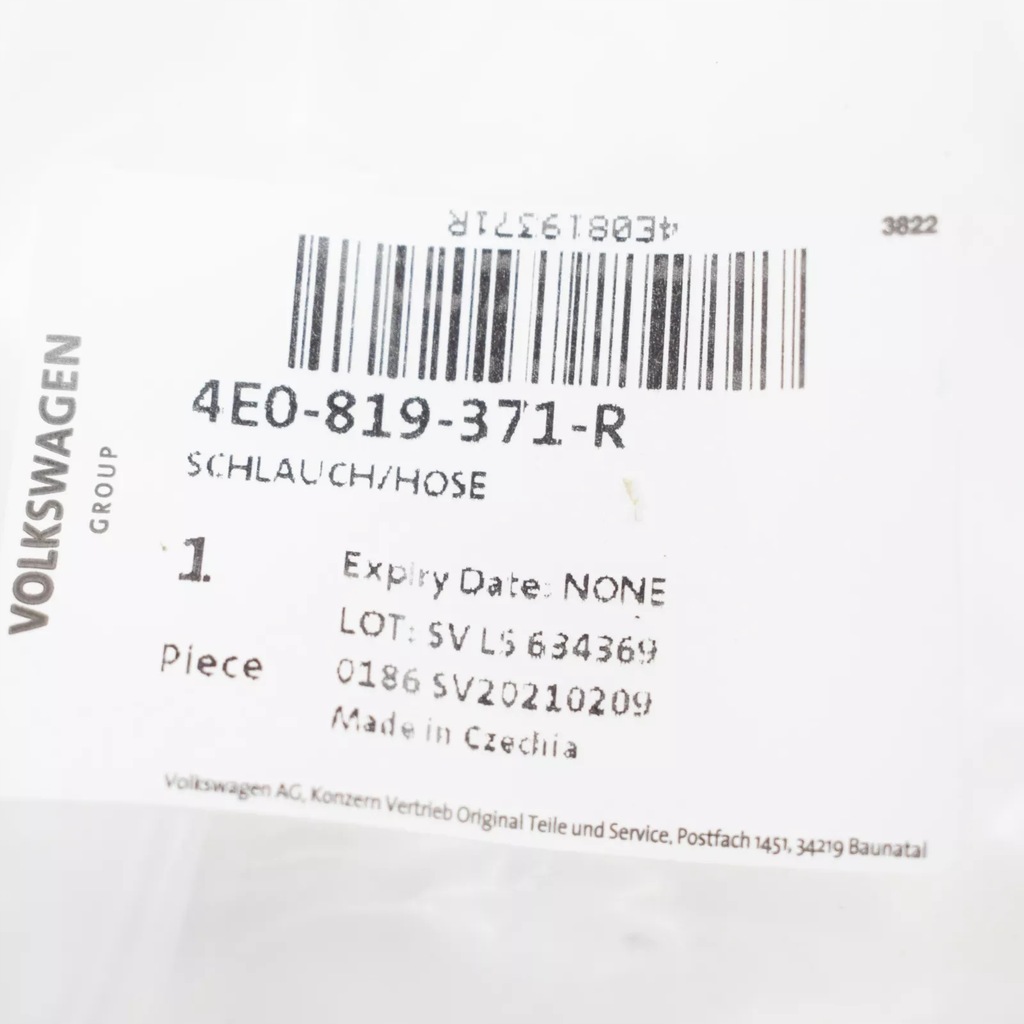 4E0819371R
3822
4E0-819-371-R
SCHLAUCH/HOSE
1
Piece
Expiry Date: NONE
LOT: SV LS 634369
0186 SV20210209
Made in Czechia
VOLKSWAGEN
GROUP
Volkswagen AG, Konzern Vertrieb Original Teile und Service, Postfach 1451, 34219 Baunatal